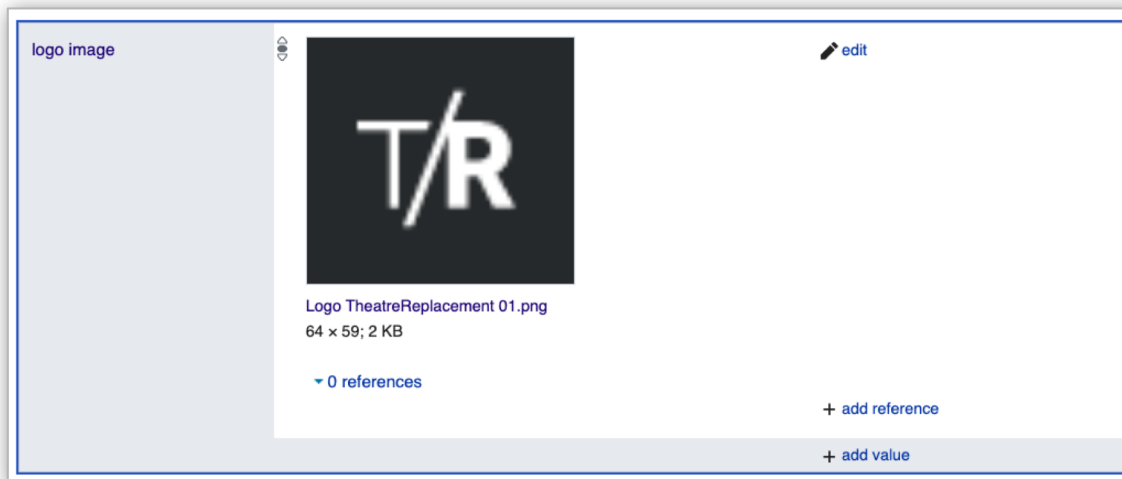 logo image
edit
T/R
Logo TheatreReplacement 01.png
64 × 59; 2 KB
0 references
+ add reference
+ add value